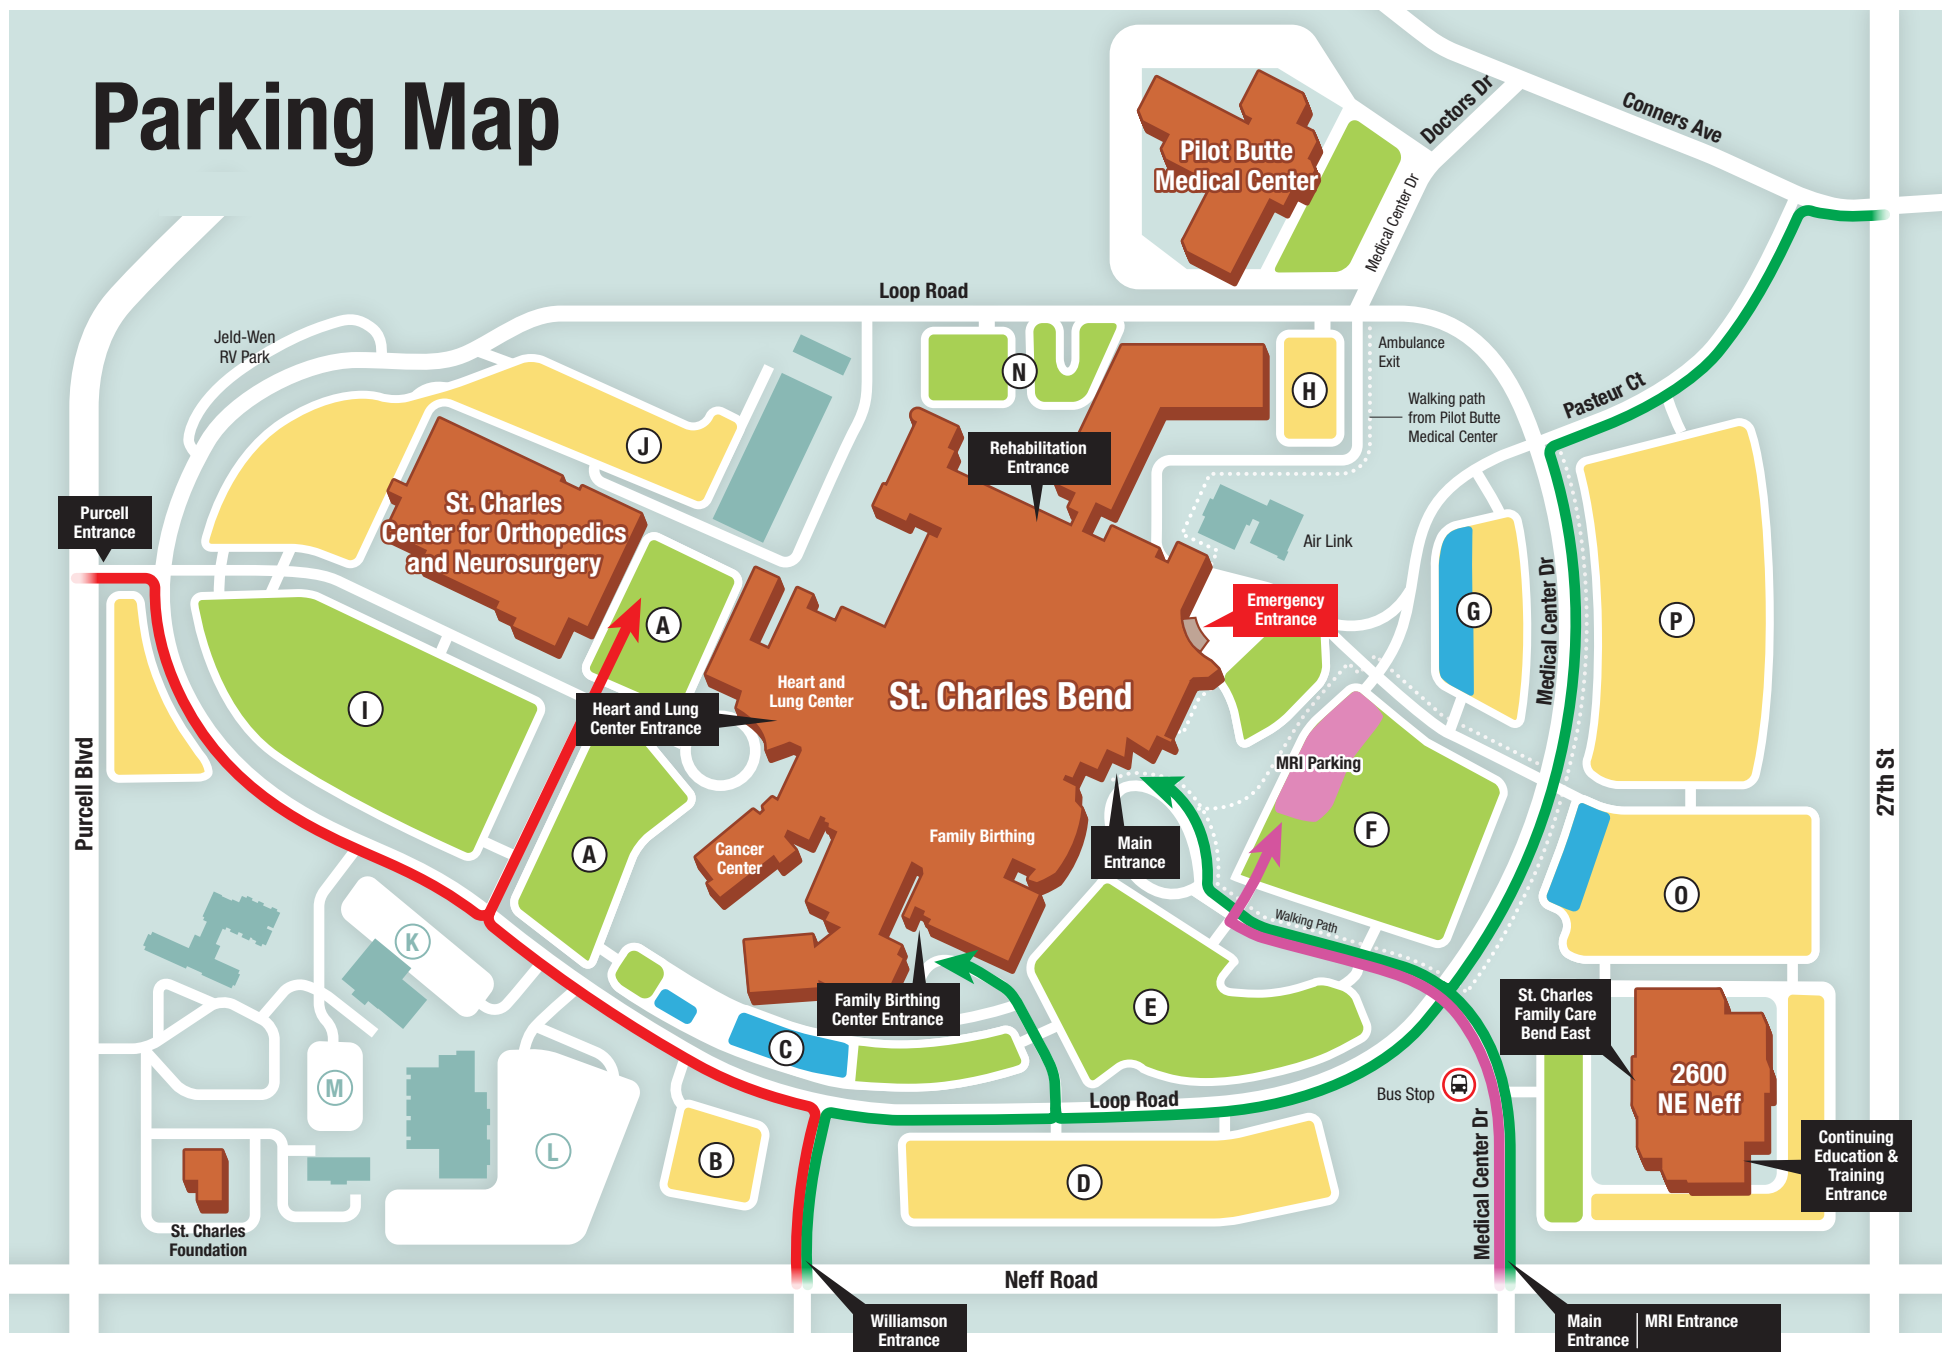 Parking Map
Doctors Dr
Conners Ave
Pilot Butte
Medical Center
Medical Center Dr
Loop Road
Jeld-Wen
RV Park
Ambulance
Exit
N
H
Pasteur Ct
Walking path
from Pilot Butte
Medical Center
J
Rehabilitation
Entrance
St. Charles
Center for Orthopedics
and Neurosurgery
Purcell
Entrance
Air Link
Emergency
Entrance
G
Medical Center Dr
P
A
Heart and
Lung Center
St. Charles Bend
I
Heart and Lung
Center Entrance
MRI Parking
Purcell Blvd
27th St
F
Family Birthing
Main
Entrance
A
Cancer
Center
O
Walking Path
K
Family Birthing
Center Entrance
E
St. Charles
Family Care
Bend East
C
2600
NE Neff
M
Bus Stop
Loop Road
L
B
D
Medical Center Dr
Continuing
Education &
Training
Entrance
St. Charles
Foundation
Neff Road
Williamson
Entrance
Main
Entrance
MRI Entrance